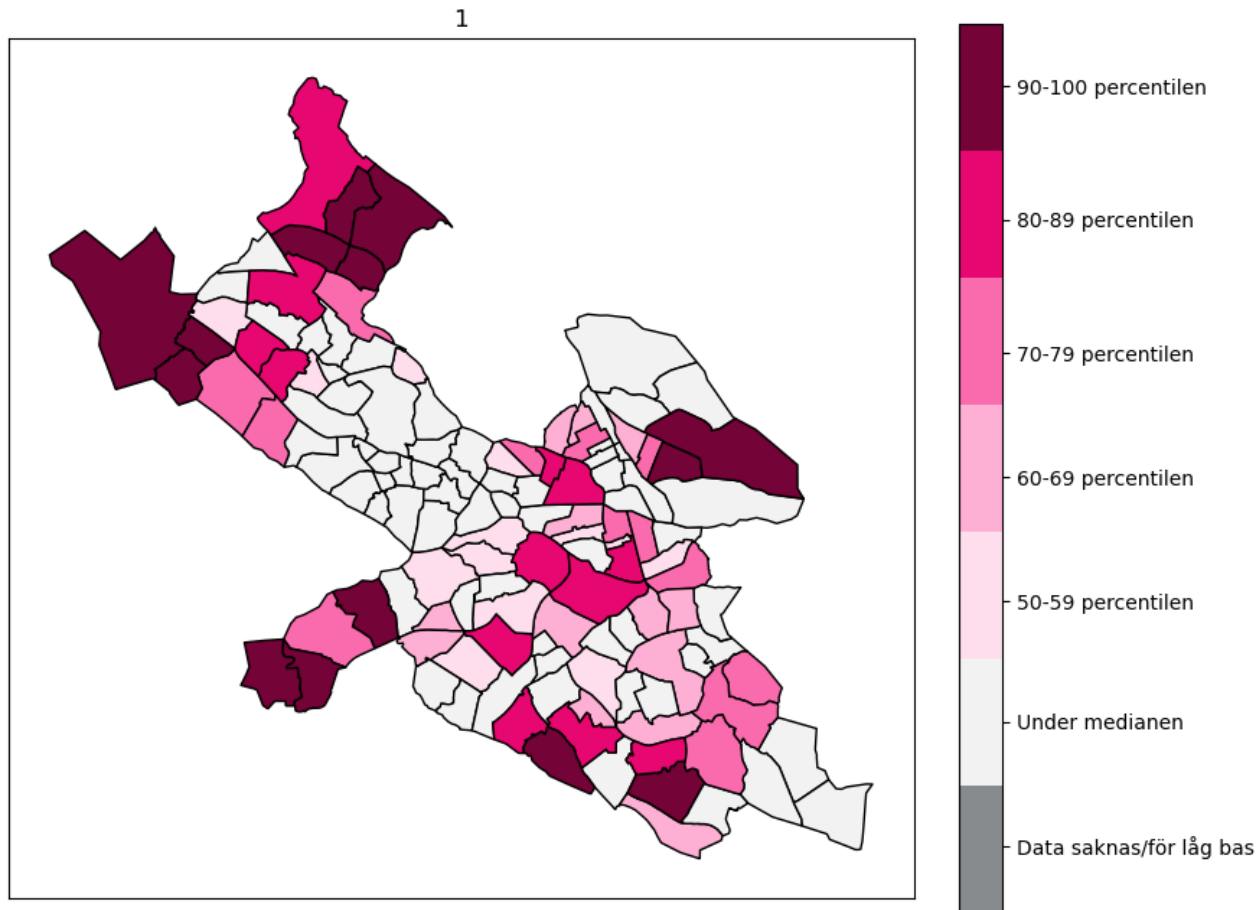 1
90-100 percentilen
80-89 percentilen
70-79 percentilen
60-69 percentilen
50-59 percentilen
Under medianen
Data saknas/för låg bas